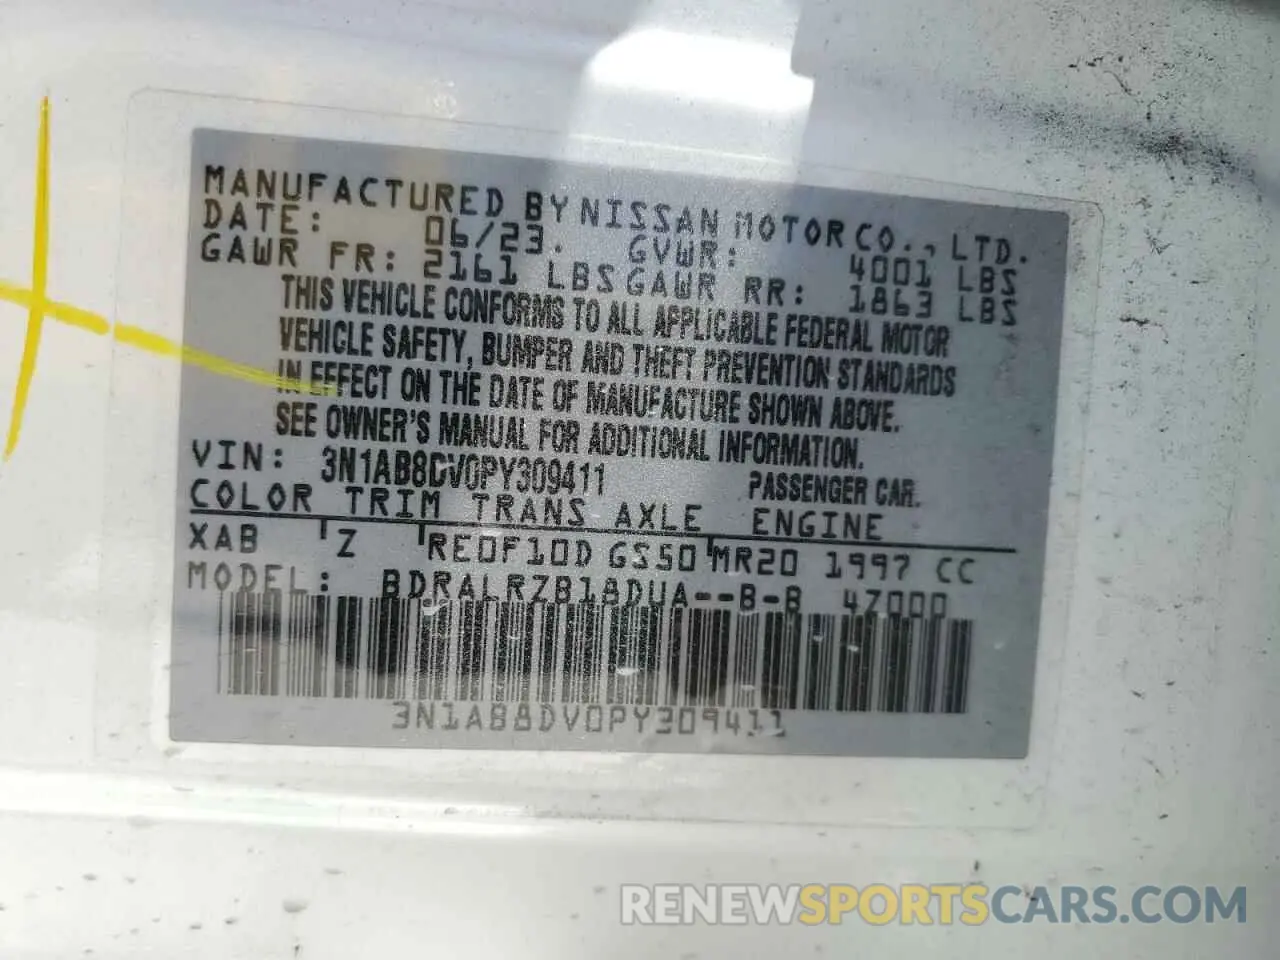 MANUFACTURED BY NISSAN MOTOR CO., LTD.
DATE: 06/23. GVWR: 4001 LBS
GAWR FR: 2161 LBS GAWR RR: 1863 LBS
THIS VEHICLE CONFORMS TO ALL APPLICABLE FEDERAL MOTOR
VEHICLE SAFETY, BUMPER AND THEFT PREVENTION STANDARDS
IN EFFECT ON THE DATE OF MANUFACTURE SHOWN ABOVE.
SEE OWNER'S MANUAL FOR ADDITIONAL INFORMATION.
VIN: 3N1AB8DV0PY309411 PASSENGER CAR.
COLOR TRIM TRANS AXLE ENGINE
XAB Z RE0F10D GS50 MR20 1997 CC
MODEL: BDRALRZB18DUA--B-B 4Z000
3N1AB8DV0PY309411
RENEWSPORTSCARS.COM